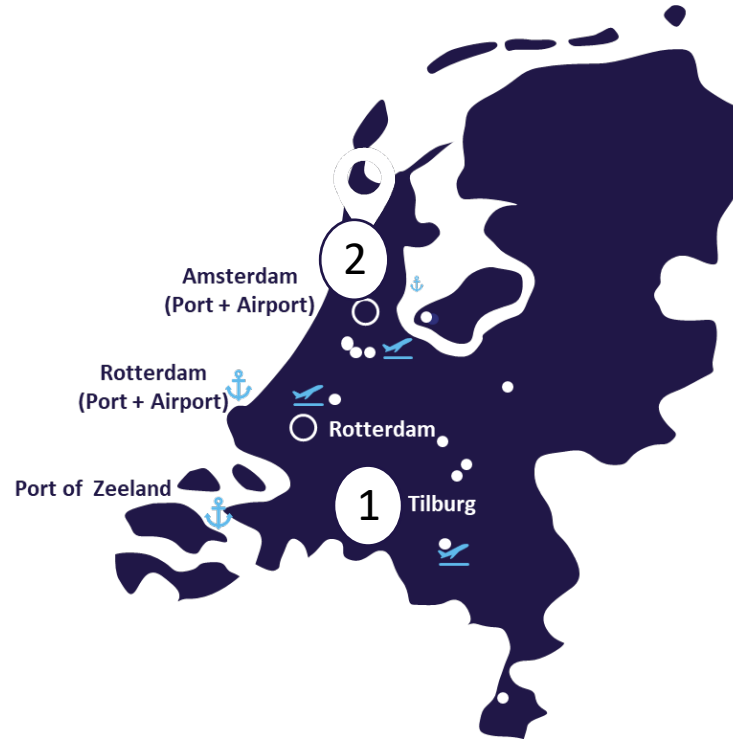 2
Amsterdam
(Port + Airport)
Rotterdam
(Port + Airport)
Rotterdam
Port of Zeeland
1
Tilburg